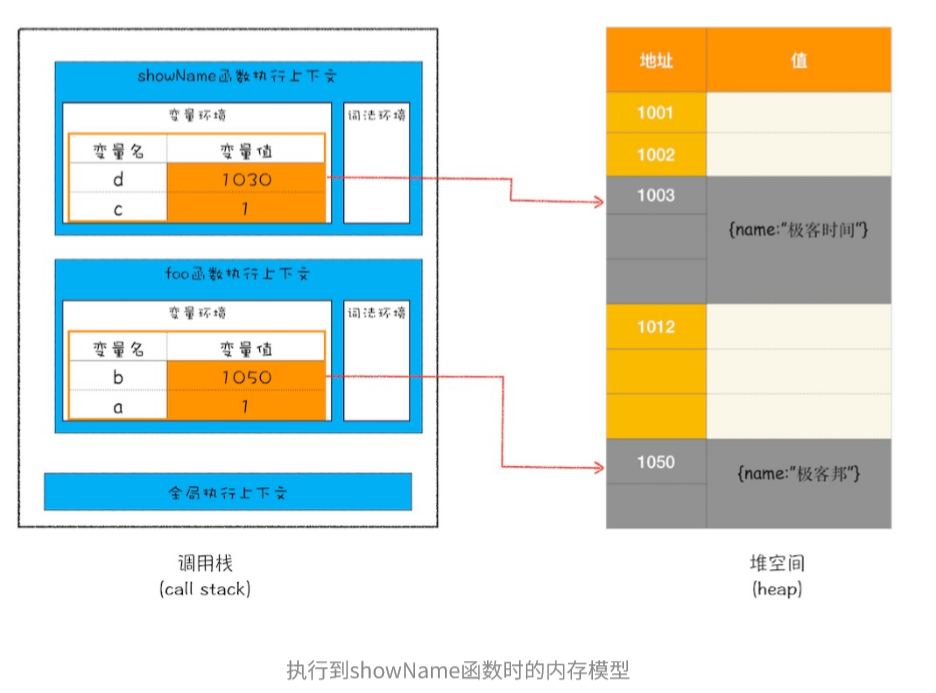 showName函数执行上下文
变量环境
词法环境
变量名
变量值
d
1030
c
1
foo函数执行上下文
变量环境
词法环境
变量名
变量值
b
1050
a
1
全局执行上下文
调用栈
(call stack)
地址
值
1001
1002
1003
{name:"极客时间"}
1012
1050
{name:"极客邦"}
堆空间
(heap)
执行到showName函数时的内存模型